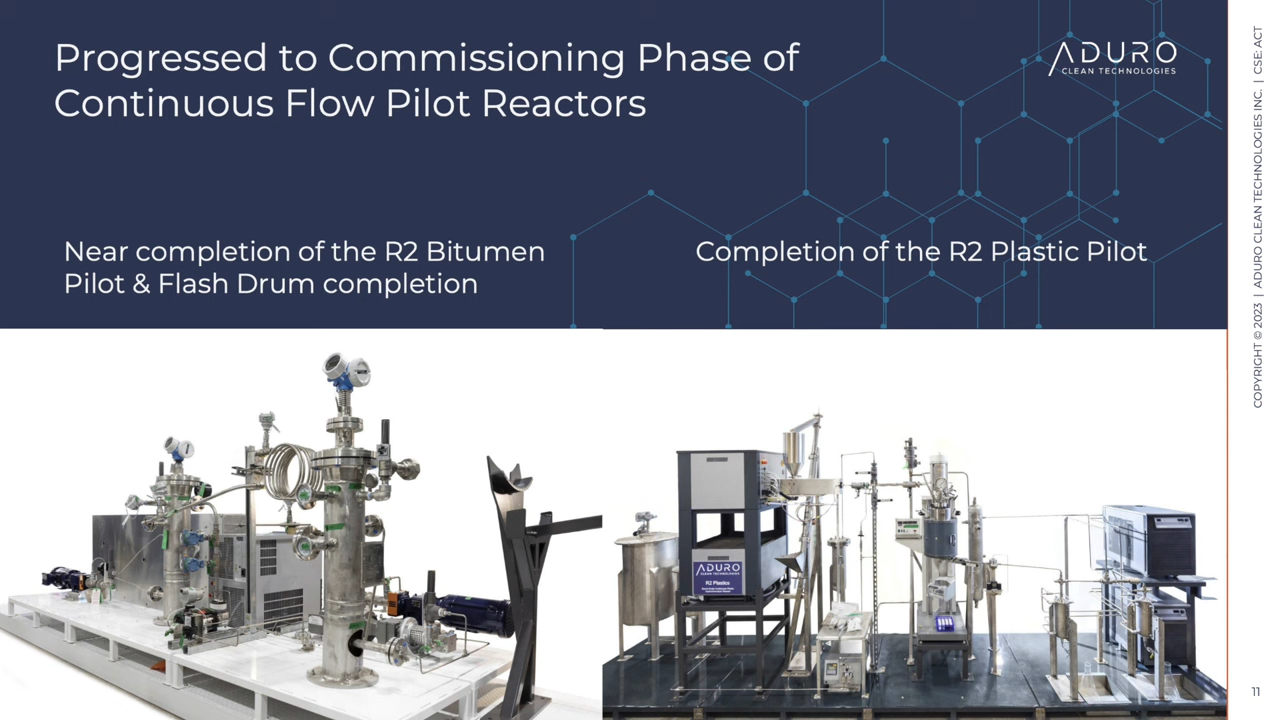 Progressed to Commissioning Phase of
Continuous Flow Pilot Reactors
ADURO
CLEAN TECHNOLOGIES
Near completion of the R2 Bitumen
Pilot & Flash Drum completion
Completion of the R2 Plastic Pilot
ADURO
CLEAN TECHNOLOGIES
R2 Plastics
COPYRIGHT © 2023 | ADURO CLEAN TECHNOLOGIES INC. | CSE: ACT
11